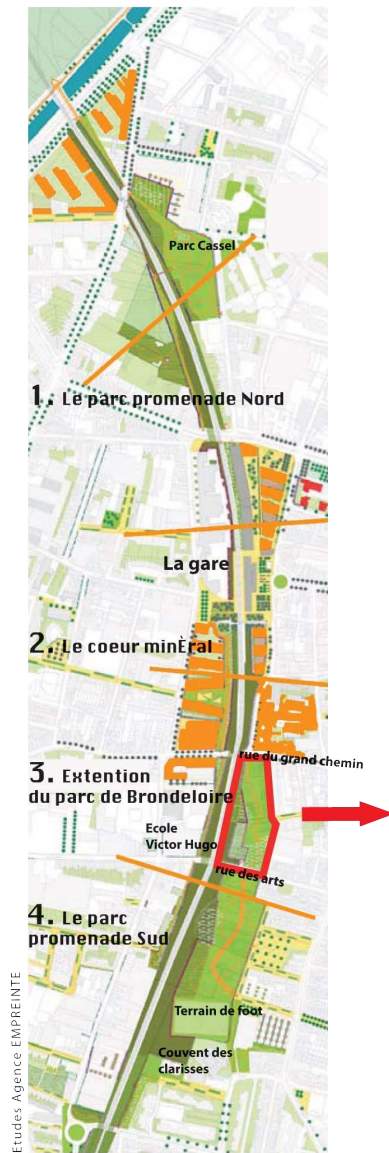 Parc Cassel
1. Le parc promenade Nord
La gare
2. Le coeur minÈral
rue du grand chemin
3. Extention
du parc de Brondeloire
Ecole
Victor Hugo
rue des arts
4. Le parc
promenade Sud
Terrain de foot
Couvent des
clarisses
Etudes Agence EMPREINTE